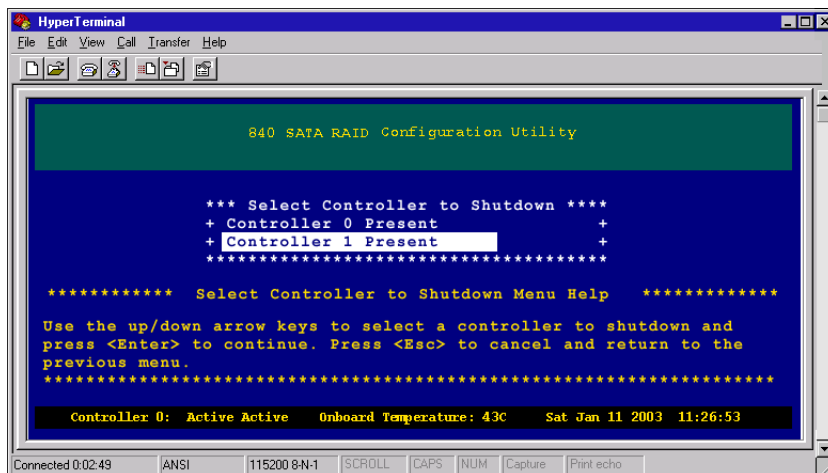 HyperTerminal
File Edit View Call Transfer Help
840 SATA RAID Configuration Utility
*** Select Controller to Shutdown ****
+ Controller 0 Present +
+ Controller 1 Present +
**************************************
************ Select Controller to Shutdown Menu Help *************
Use the up/down arrow keys to select a controller to shutdown and
press <Enter> to continue. Press <Esc> to cancel and return to the
previous menu.
*********************************************************************
Controller 0: Active Active Onboard Temperature: 43C Sat Jan 11 2003 11:26:53
Connected 0:02:49 ANSI 115200 8-N-1 SCROLL CAPS NUM Capture Print echo